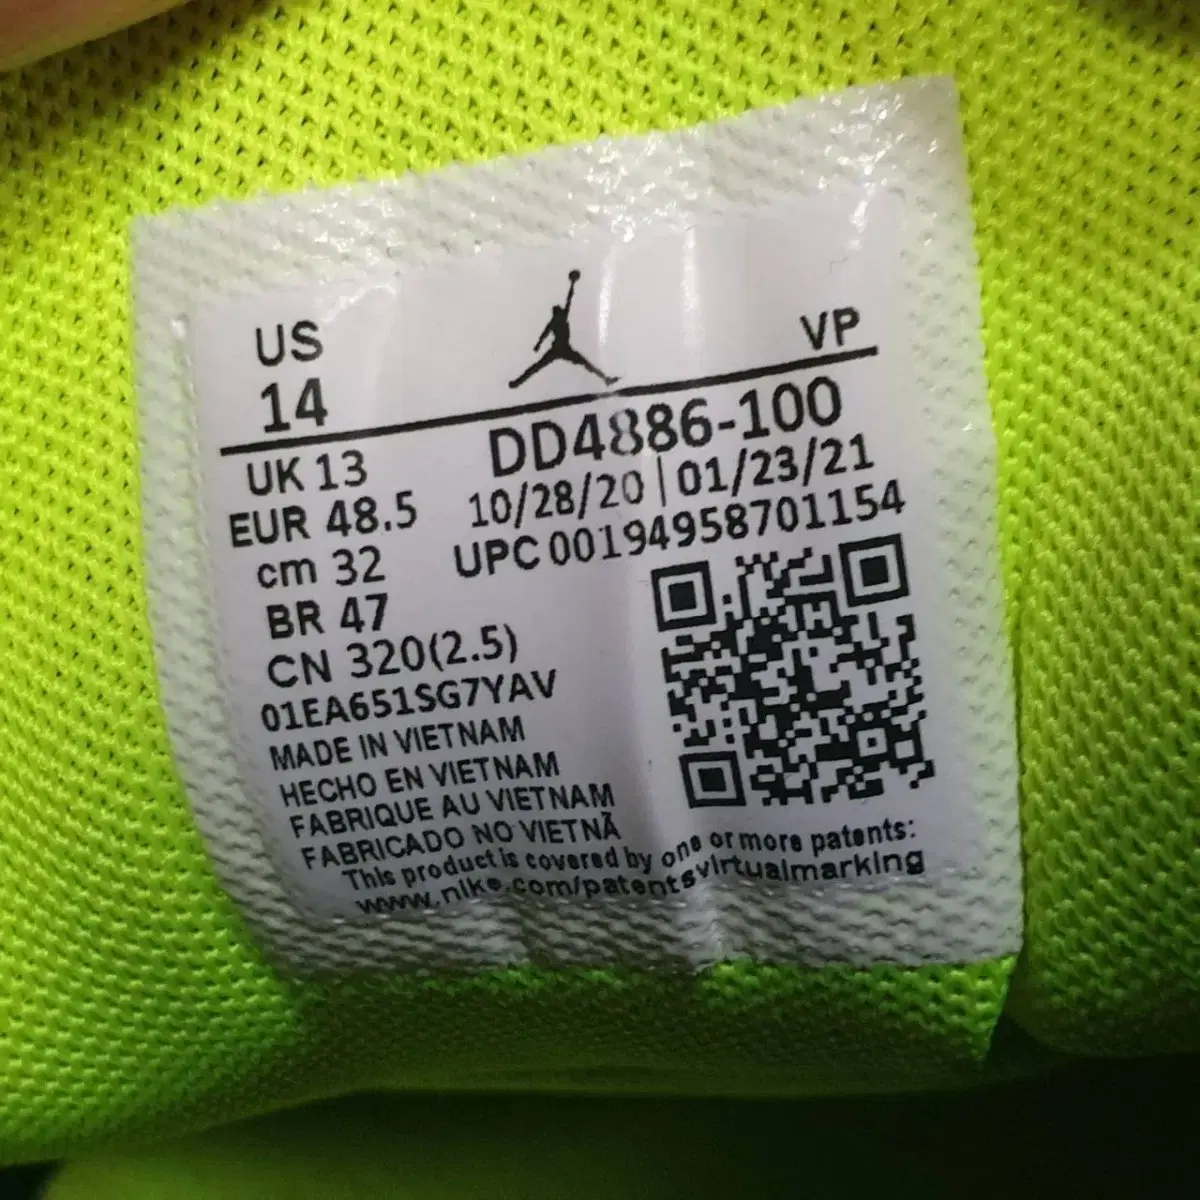 US
14
VP
UK 13
EUR 48.5
cm 32
BR 47
CN 320(2.5)
DD4886-100
10/28/20 | 01/23/21
UPC 00194958701154
01EA651SG7YAV
MADE IN VIETNAM
HECHO EN VIETNAM
FABRIQUE AU VIETNAM
FABRICADO NO VIETNÃ
This product is covered by one or more patents:
www.nike.com/patentsvirtualmarking